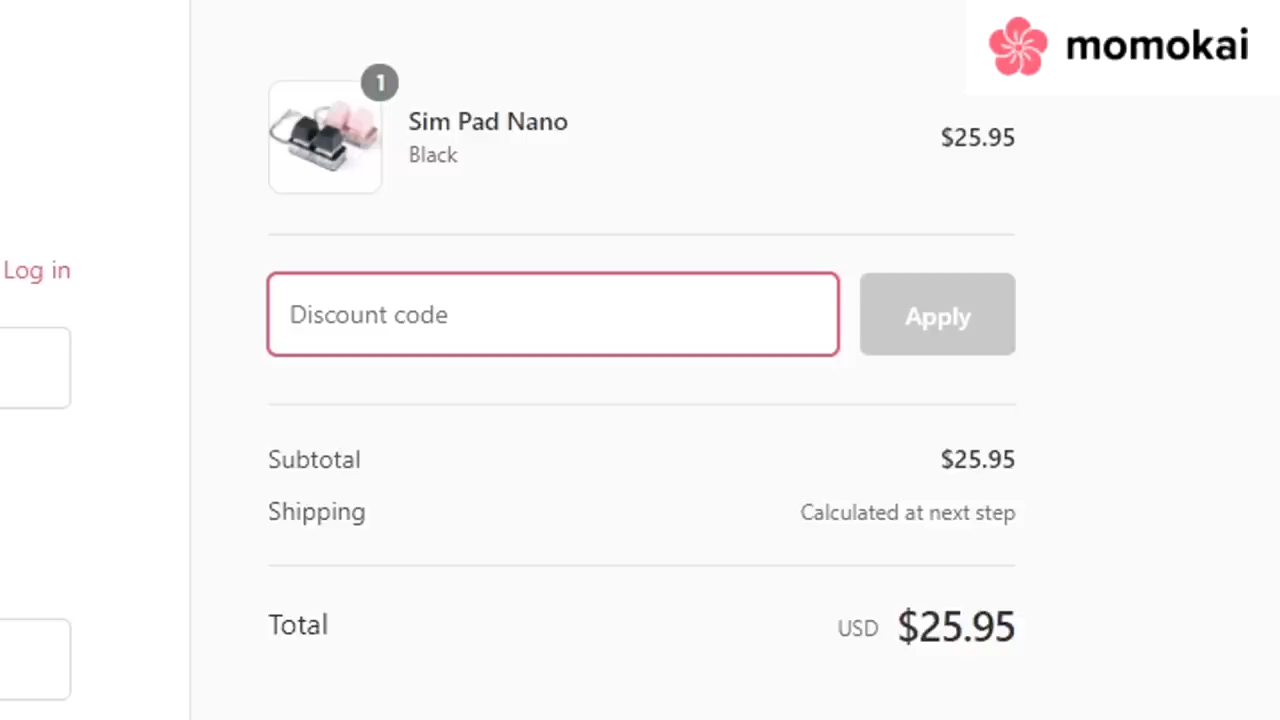 momokai
1
Sim Pad Nano
Black
$25.95
Log in
Discount code
Apply
Subtotal
$25.95
Shipping
Calculated at next step
Total
USD $25.95